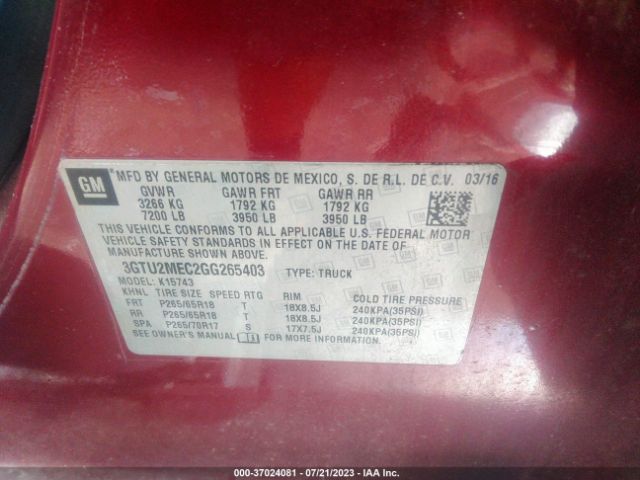 GM
MFD BY GENERAL MOTORS DE MEXICO, S. DE R.L. DE C.V. 03/16
GVWR GAWR FRT GAWR RR
3266 KG 1792 KG 1792 KG
7200 LB 3950 LB 3950 LB
THIS VEHICLE CONFORMS TO ALL APPLICABLE U.S. FEDERAL MOTOR
VEHICLE SAFETY STANDARDS IN EFFECT ON THE DATE OF
MANUFACTURE SHOWN ABOVE.
3GTU2MEC2GG265403 TYPE: TRUCK
MODEL: K15743
KHNL TIRE SIZE SPEED RTG RIM COLD TIRE PRESSURE
FRT P265/65R18 T 18X8.5J 240KPA(35PSI)
RR P265/65R18 T 18X8.5J 240KPA(35PSI)
SPA P265/70R17 S 17X7.5J 240KPA(35PSI)
SEE OWNER'S MANUAL FOR MORE INFORMATION.
000-37024081 - 07/21/2023 - IAA Inc.